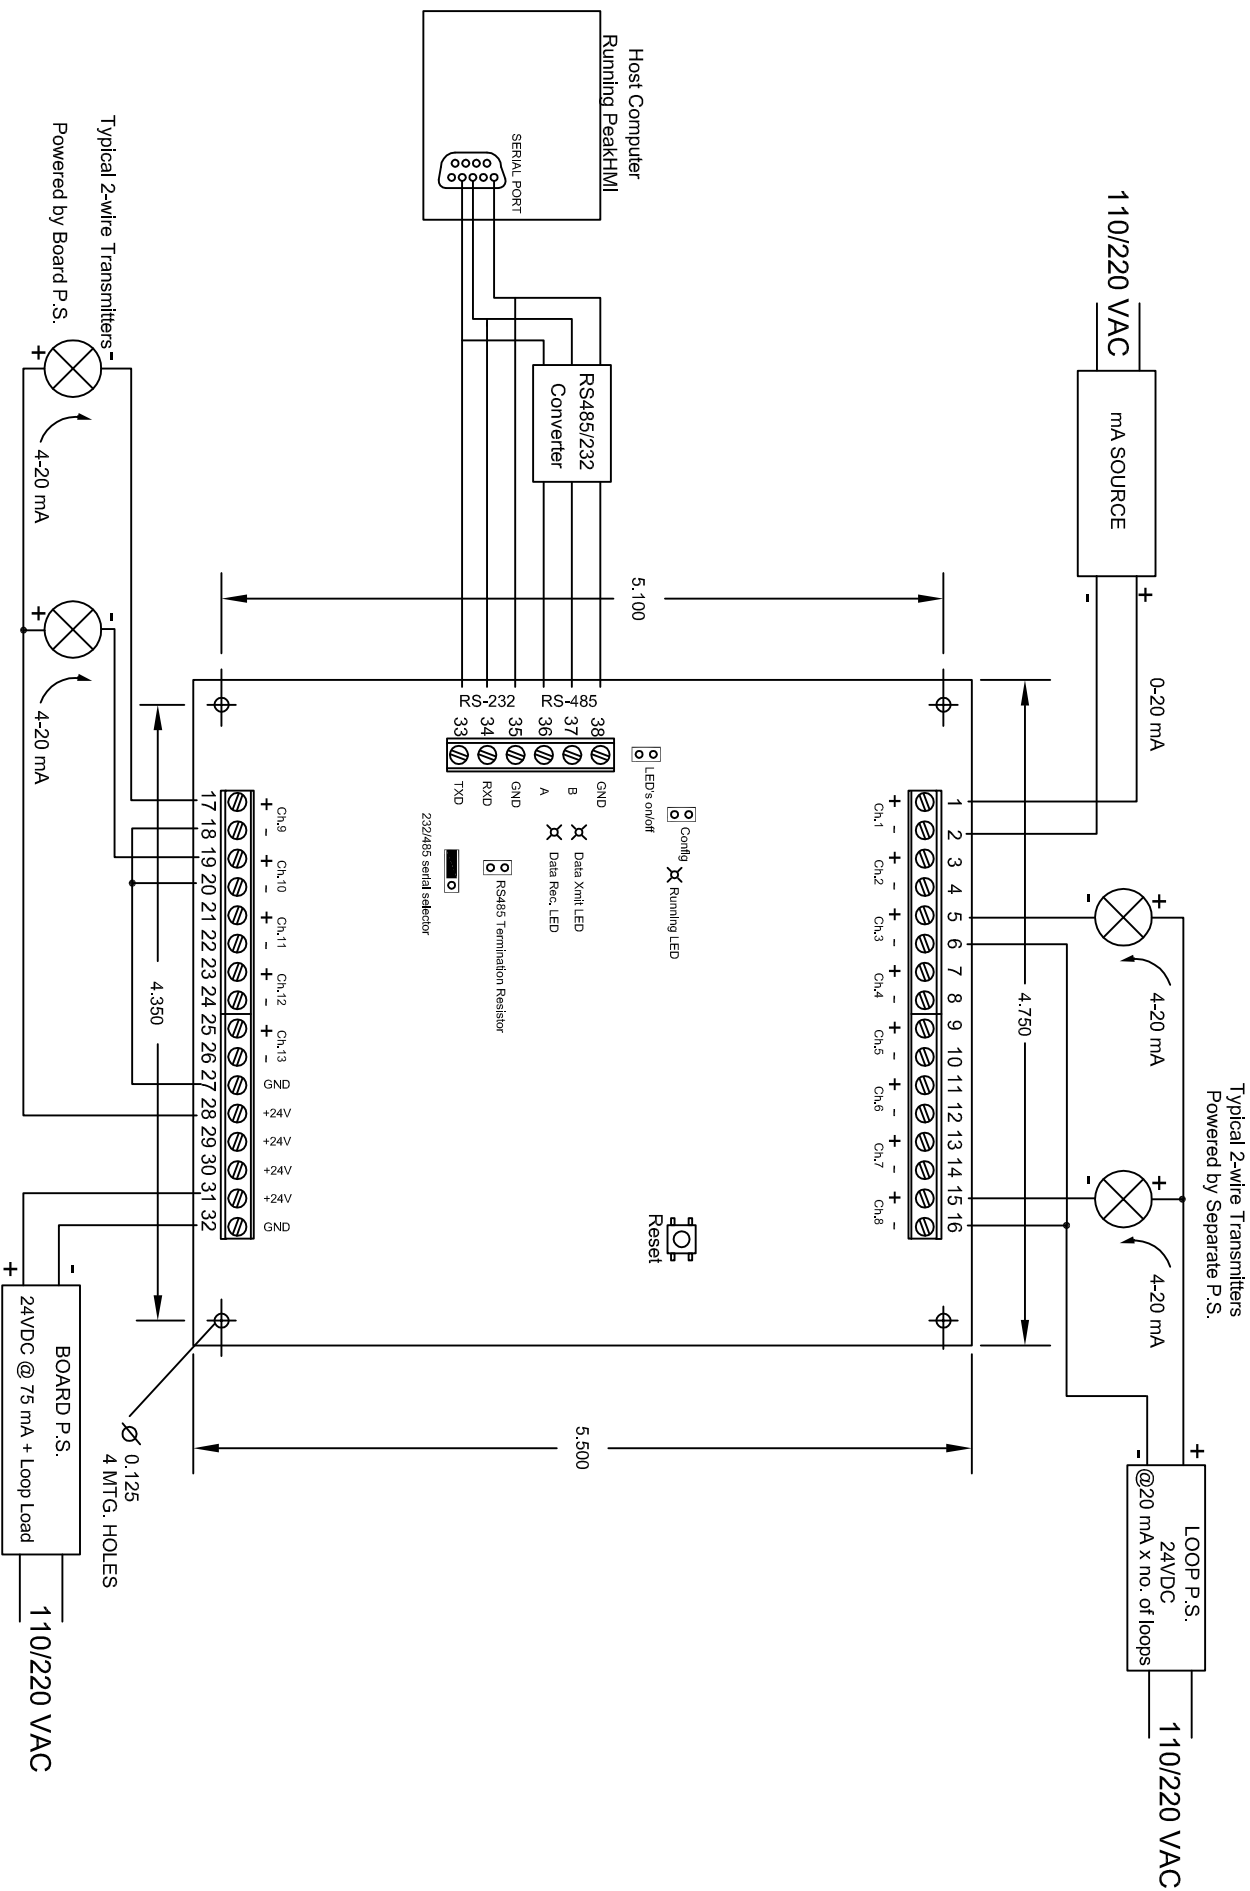 Host Computer
Running PeakHMI
SERIAL PORT
110/220 VAC
mA SOURCE
+
-
0-20 mA
RS485/232
Converter
Typical 2-wire Transmitters
Powered by Board P.S.
-
+
4-20 mA
-
+
4-20 mA
5.100
4.750
4.350
5.500
RS-232
RS-485
33
34
35
36
37
38
TXD
RXD
GND
A
B
GND
LED's on/off
Config
Running LED
Data Xmit LED
Data Rec. LED
RS485 Termination Resistor
232/485 serial selector
Reset
1 2 3 4 5 6 7 8 9 10 11 12 13 14 15 16
+ - + - + - + - + - + - + - + -
Ch.1 Ch.2 Ch.3 Ch.4 Ch.5 Ch.6 Ch.7 Ch.8
Ch.9 Ch.10 Ch.11 Ch.12 Ch.13
+ - + - + - + - + - GND +24V +24V +24V +24V GND
17 18 19 20 21 22 23 24 25 26 27 28 29 30 31 32
+
-
4-20 mA
+
-
4-20 mA
Typical 2-wire Transmitters
Powered by Separate P.S.
+
-
LOOP P.S.
24VDC
@20 mA x no. of loops
110/220 VAC
-
+
BOARD P.S.
24VDC @ 75 mA + Loop Load
110/220 VAC
Ø 0.125
4 MTG. HOLES